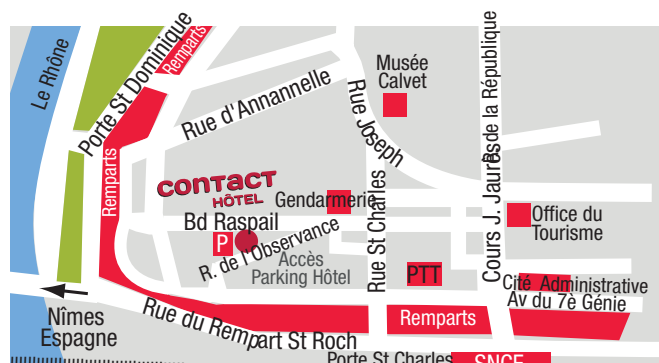 Le Rhône
Porte St Dominique
Remparts
Rue d'Annannelle
Musée
Calvet
Rue Joseph
de la République
Remparts
CONTACT
HÔTEL
Gendarmerie
Bd Raspail
P
R. de l'Observance
Accès
Parking Hôtel
Rue St Charles
Cours J. Jaurès
Office du
Tourisme
PTT
Cité Administrative
Av du 7è Génie
Nîmes
Espagne
Rue du Rempart St Roch
Remparts
Porte St Charles
SNCF